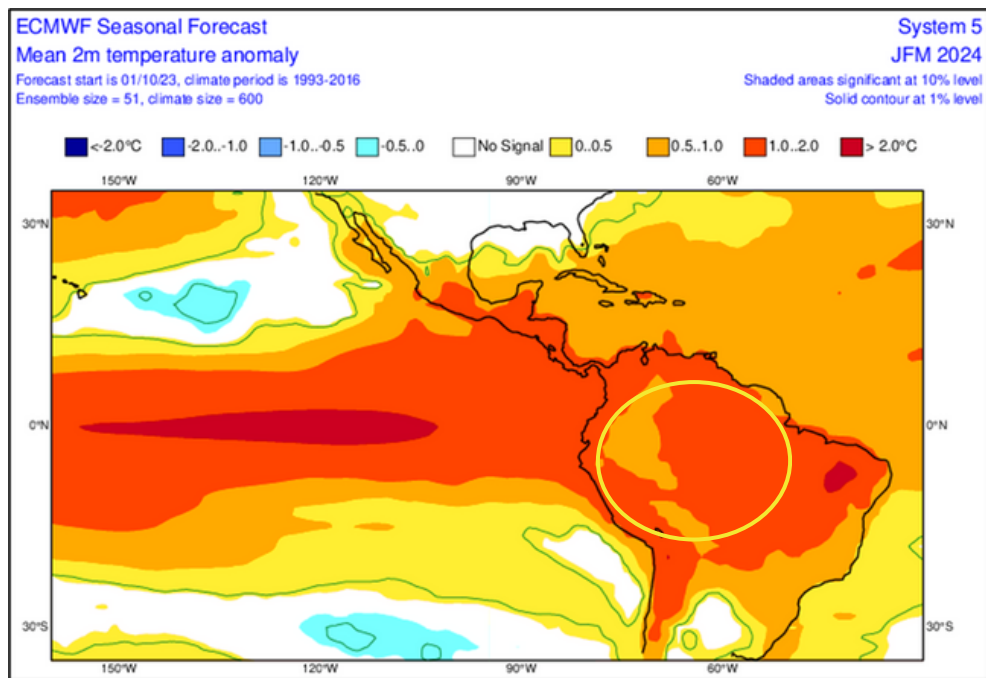 ECMWF Seasonal Forecast
System 5
Mean 2m temperature anomaly
JFM 2024
Forecast start is 01/10/23, climate period is 1993-2016
Shaded areas significant at 10% level
Ensemble size = 51, climate size = 600
Solid contour at 1% level
<-2.0°C -2.0..-1.0 -1.0..-0.5 -0.5..0 No Signal 0..0.5 0.5..1.0 1.0..2.0 > 2.0°C
150°W 120°W 90°W 60°W
30°N 30°N
0°N 0°N
30°S 30°S
150°W 120°W 90°W 60°W